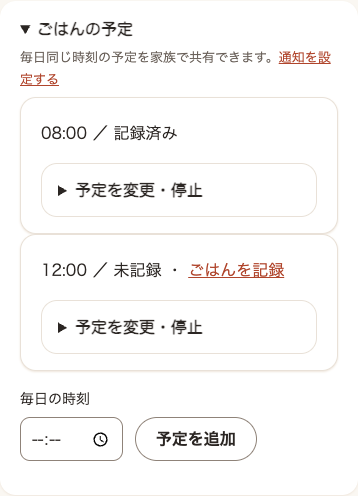 ▼ ごはんの予定
毎日同じ時刻の予定を家族で共有できます。通知を設
定する
08:00 ／ 記録済み
▶ 予定を変更・停止
12:00 ／ 未記録 ・ ごはんを記録
▶ 予定を変更・停止
毎日の時刻
--:-- 予定を追加